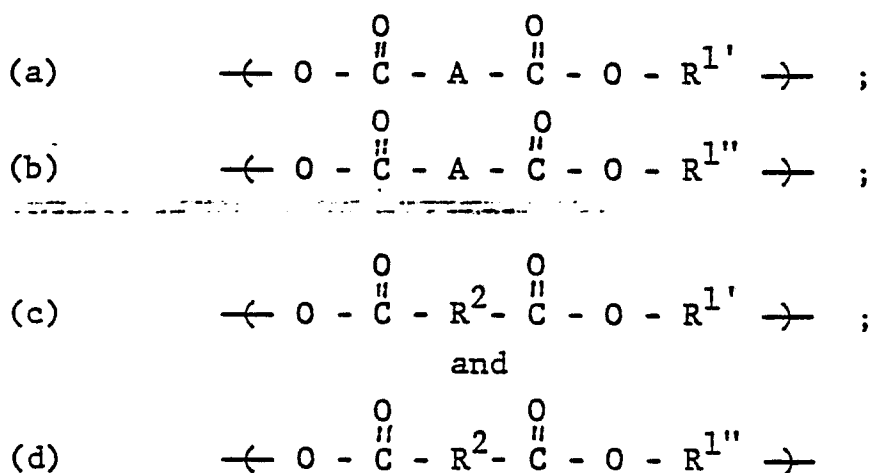 O O
(a) —( O - C - A - C - O - R1' )— ;
O O
(b) —( O - C - A - C - O - R1" )— ;
O O
(c) —( O - C - R2- C - O - R1' )— ;
and
O O
(d) —( O - C - R2- C - O - R1" )—